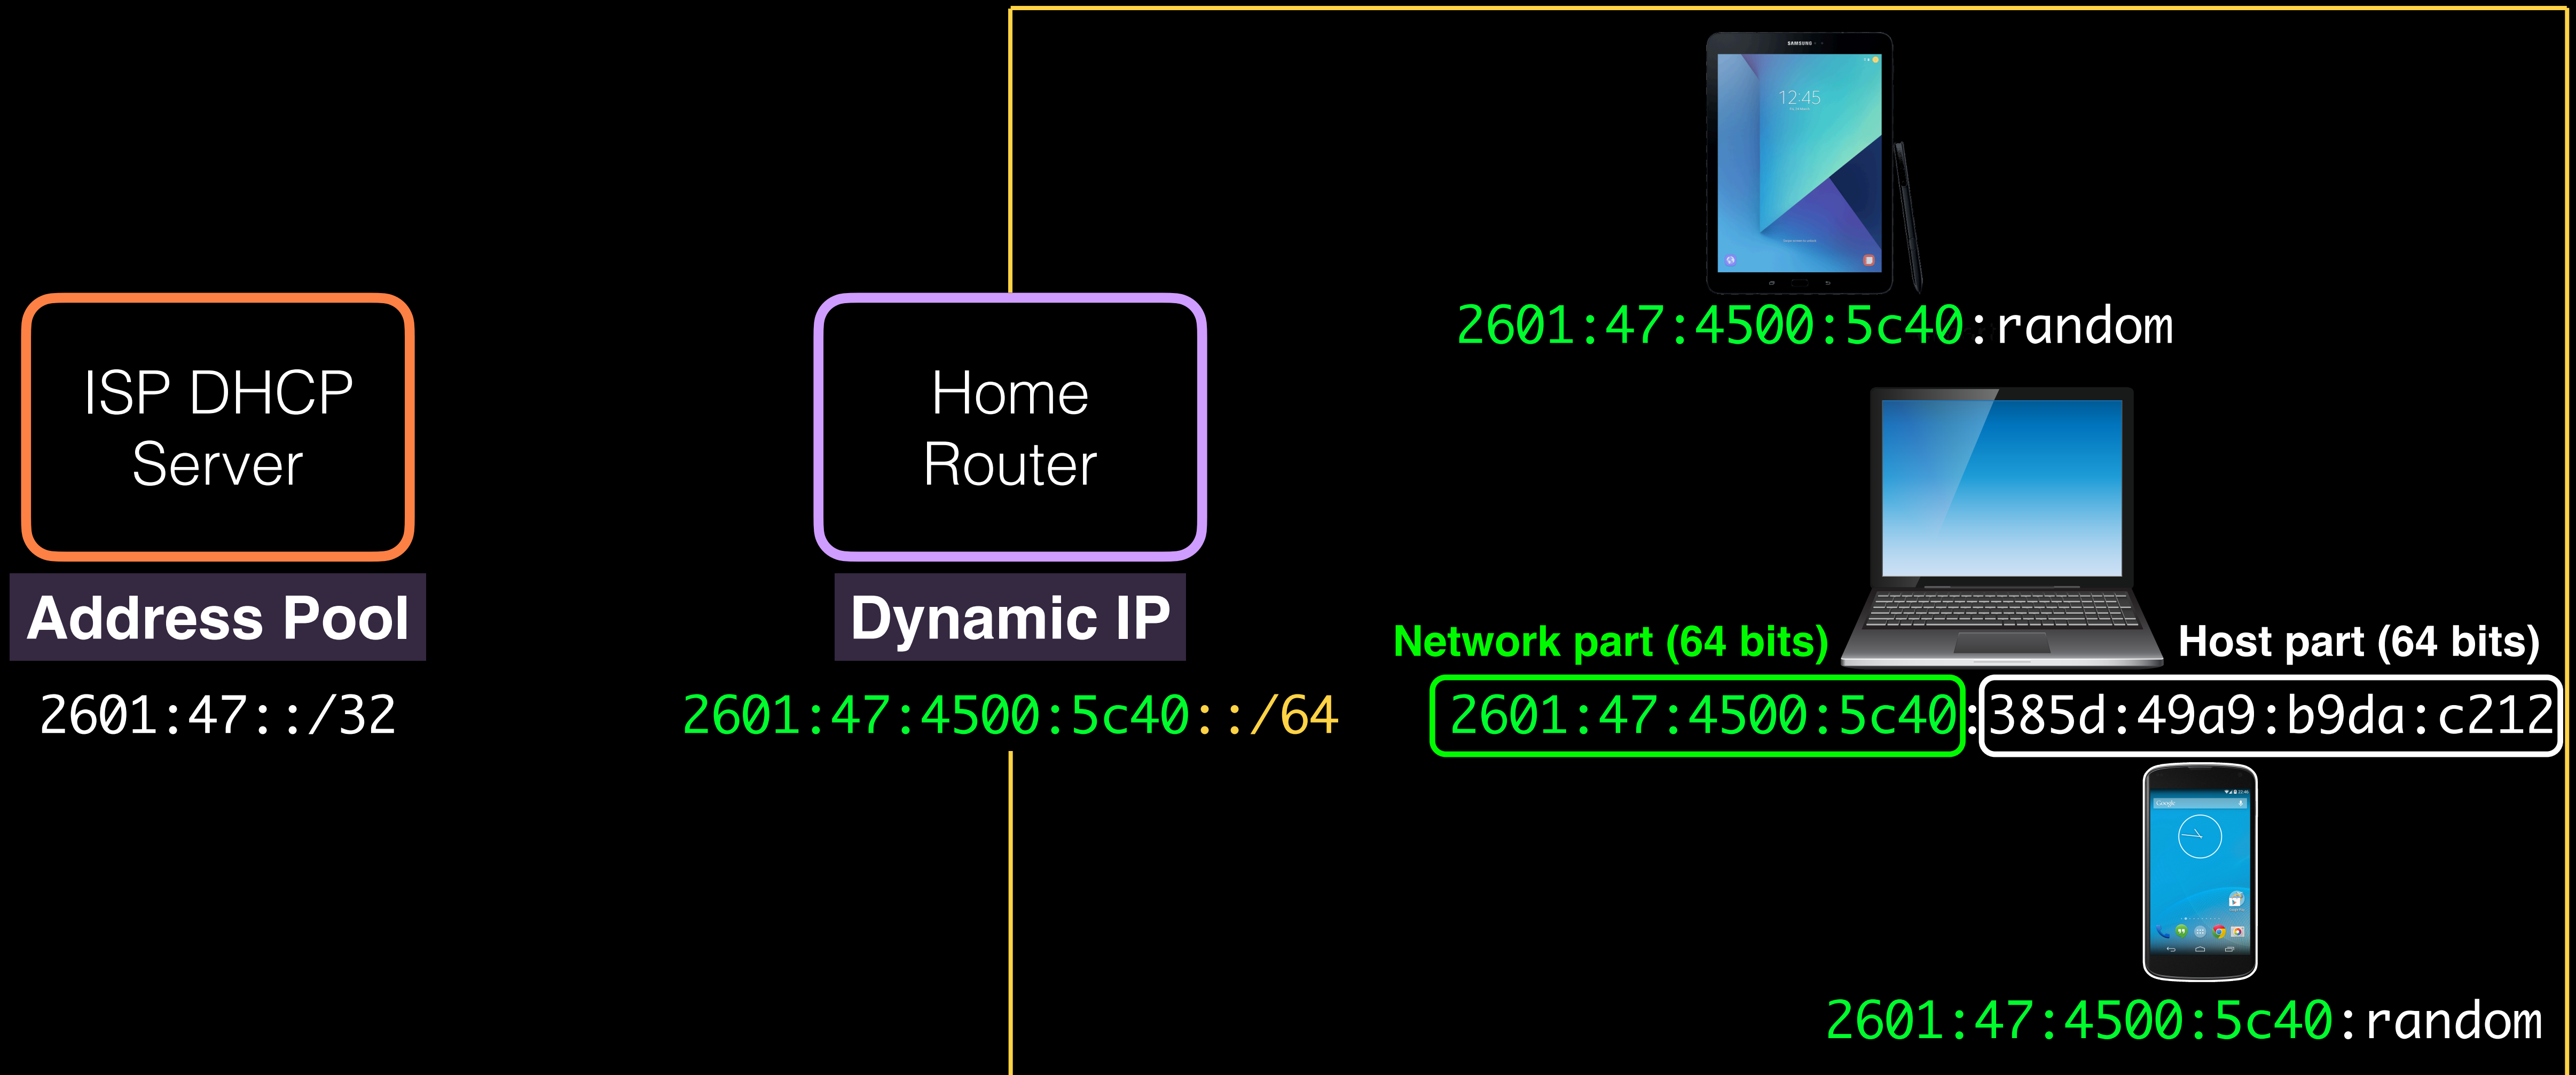 ISP DHCP
Server
Address Pool
2601:47::/32
Home
Router
Dynamic IP
2601:47:4500:5c40::/64
SAMSUNG
12:45
2601:47:4500:5c40:random
Network part (64 bits)
Host part (64 bits)
2601:47:4500:5c40:385d:49a9:b9da:c212
Google
2601:47:4500:5c40:random